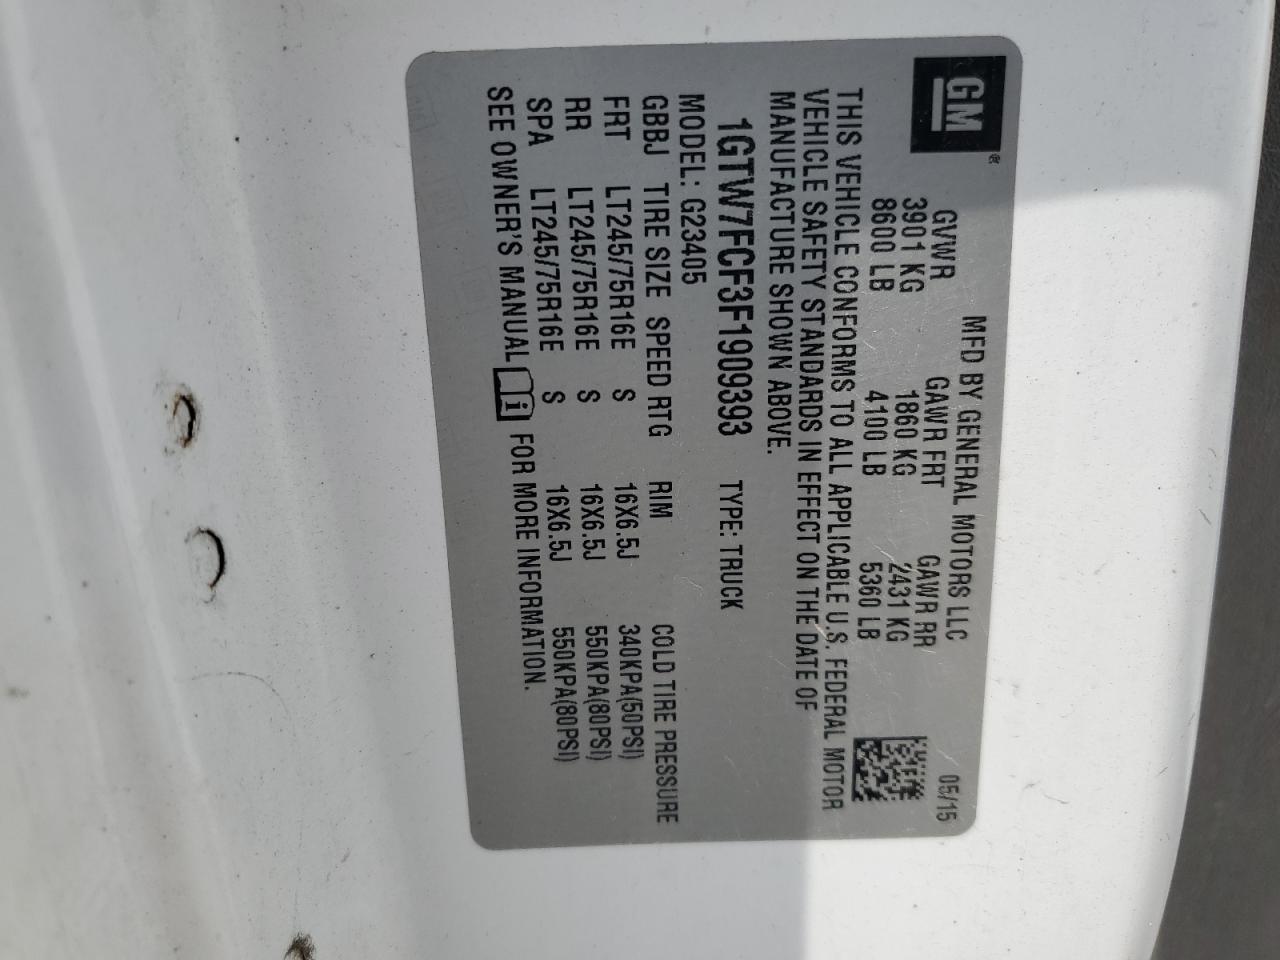 GM
MFD BY GENERAL MOTORS LLC 05/15
GVWR GAWR FRT GAWR RR
3901 KG 1860 KG 2431 KG
8600 LB 4100 LB 5360 LB
THIS VEHICLE CONFORMS TO ALL APPLICABLE U.S. FEDERAL MOTOR
VEHICLE SAFETY STANDARDS IN EFFECT ON THE DATE OF
MANUFACTURE SHOWN ABOVE.
1GTW7FCF3F1909393 TYPE: TRUCK
MODEL: G23405
GBBJ TIRE SIZE SPEED RTG RIM COLD TIRE PRESSURE
FRT LT245/75R16E S 16X6.5J 340KPA(50PSI)
RR LT245/75R16E S 16X6.5J 550KPA(80PSI)
SPA LT245/75R16E S 16X6.5J 550KPA(80PSI)
SEE OWNER'S MANUAL i FOR MORE INFORMATION.